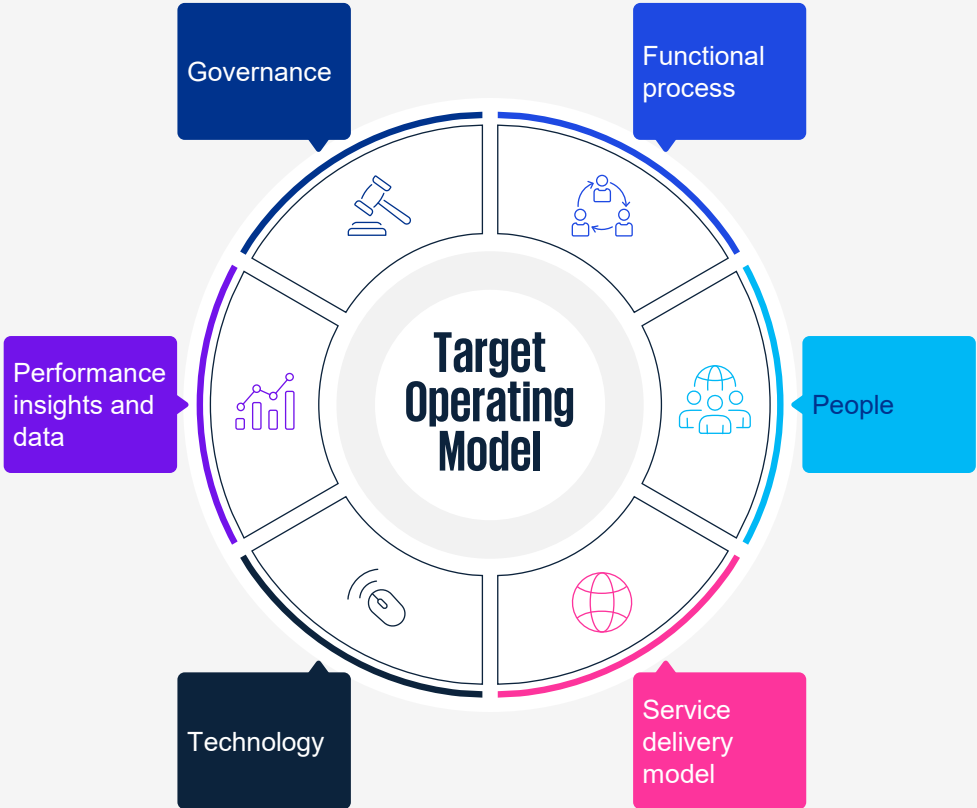 Governance
Functional
process
Performance
insights and
data
Target
Operating
Model
People
Technology
Service
delivery
model